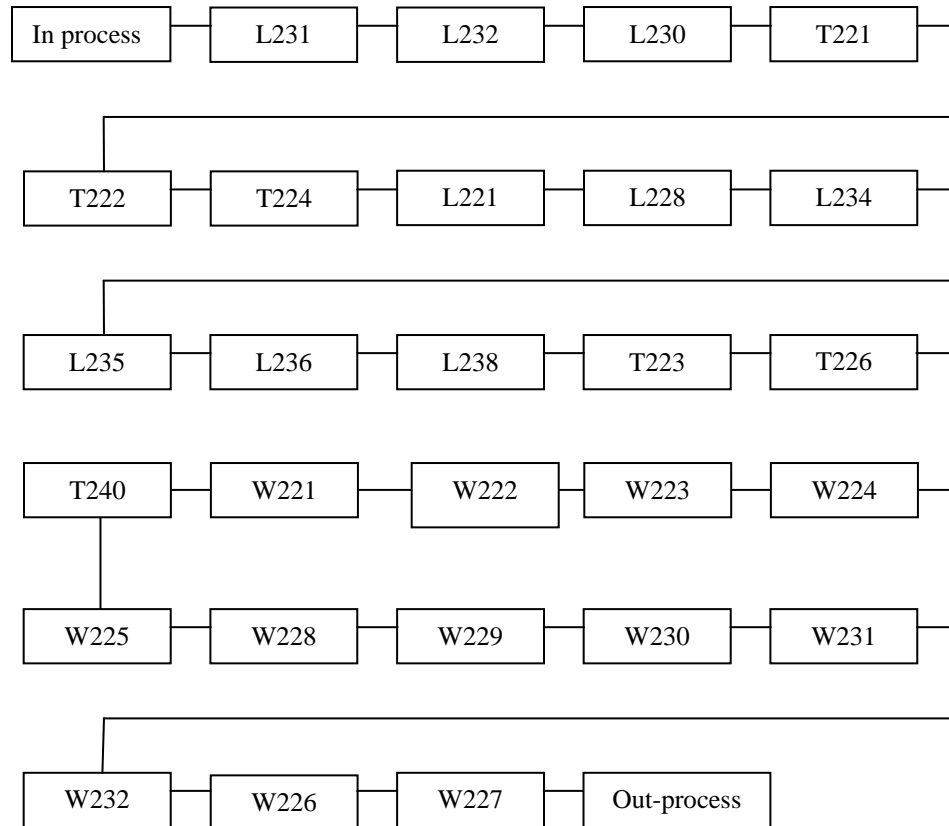 In process L231 L232 L230 T221
T222 T224 L221 L228 L234
L235 L236 L238 T223 T226
T240 W221 W222 W223 W224
W225 W228 W229 W230 W231
W232 W226 W227 Out-process